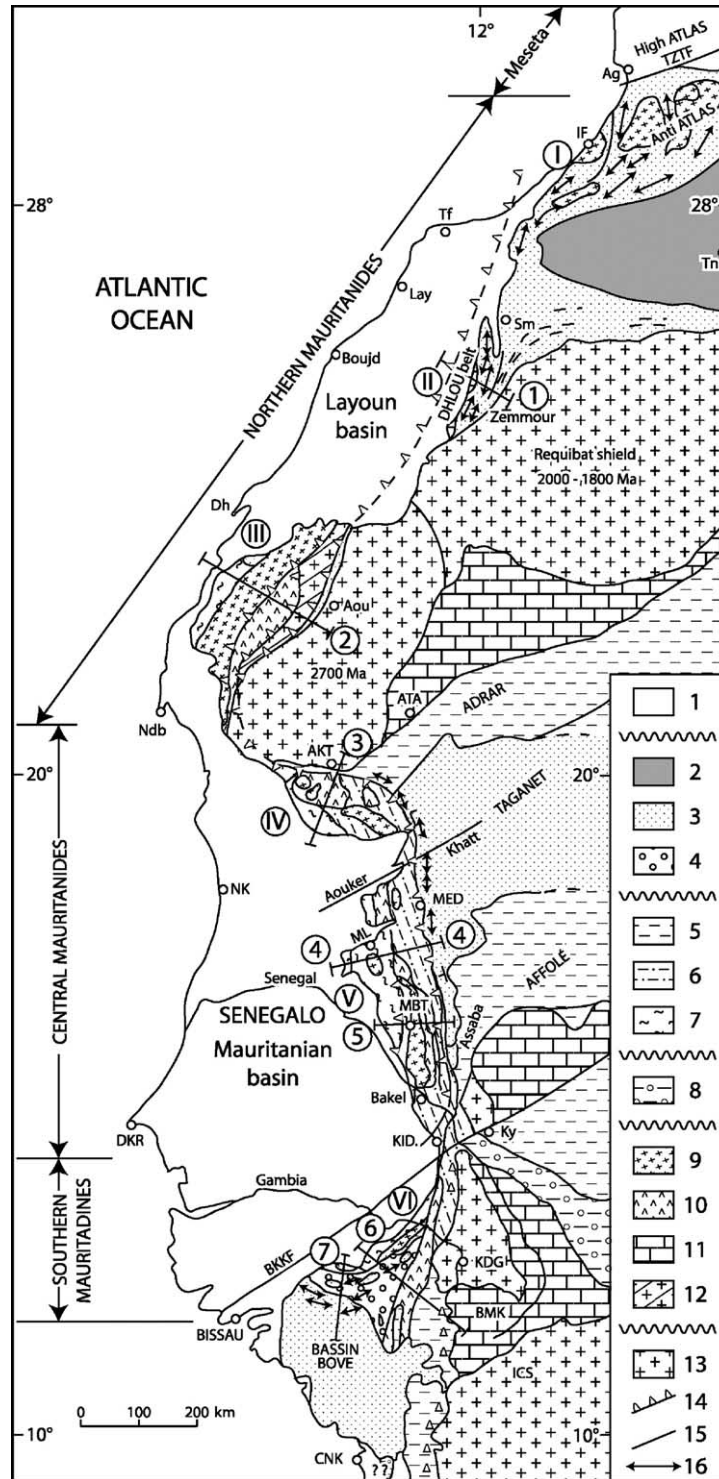 12°
High ATLAS
TZTF
Ag
Meseta
Anti ATLAS
IF
I
28°
28°
Tf
Tn
ATLANTIC
OCEAN
Lay
Sm
NORTHERN MAURITANIDES
Boujd
II
DHLOU belt
1
Layoun
basin
Zemmour
Requibat shield
2000 - 1800 Ma
Dh
III
Aou
2
2700 Ma
ATA
ADRAR
Ndb
3
AKT
20°
20°
IV
TAGANET
Khatt
Aouker
NK
MED
CENTRAL MAURITANIDES
ML
4
4
AFFOLÉ
Senegal
V
MBT
SENEGALO
Mauritanian
basin
5
Assaba
Bakel
DKR
KID.
Ky
Gambia
VI
SOUTHERN
MAURITADINES
BKKF
6
7
KDG
BMK
BISSAU
BASSIN
BOVE
ICS
0 100 200 km
10°
10°
CNK
??
1
2
3
4
5
6
7
8
9
10
11
12
13
14
15
16